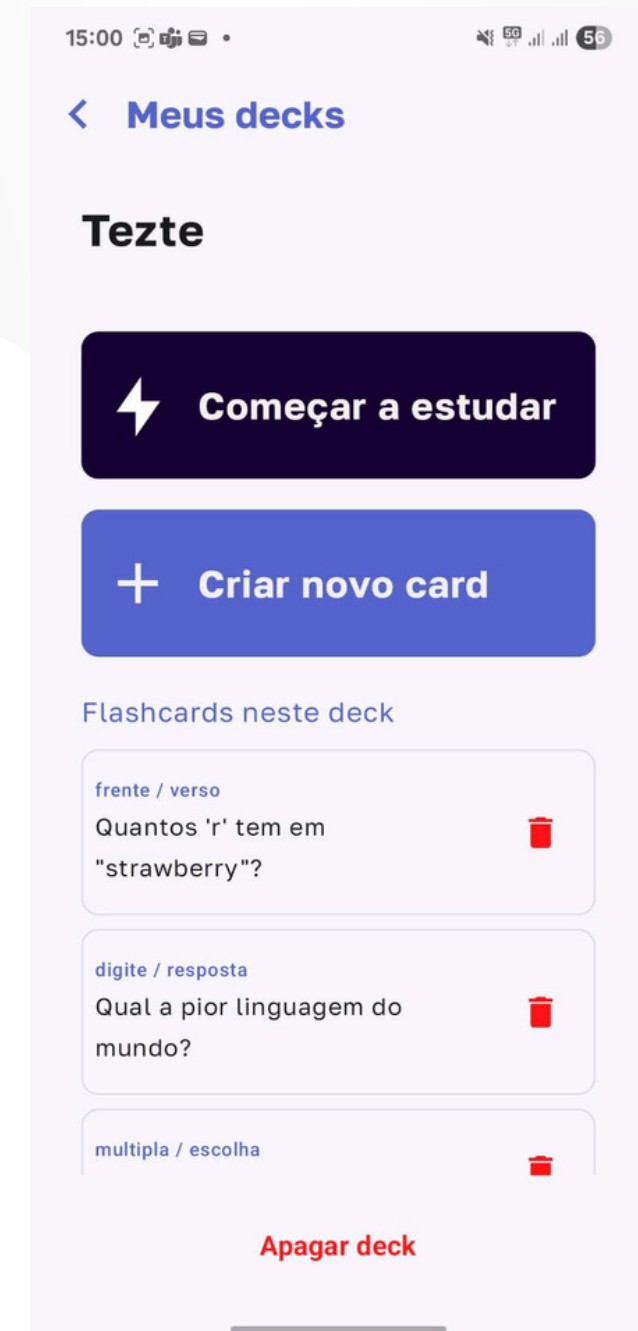 15:00
5G
56
Meus decks
Tezte
Começar a estudar
Criar novo card
Flashcards neste deck
frente / verso
Quantos 'r' tem em
"strawberry"?
digite / resposta
Qual a pior linguagem do
mundo?
multipla / escolha
Apagar deck